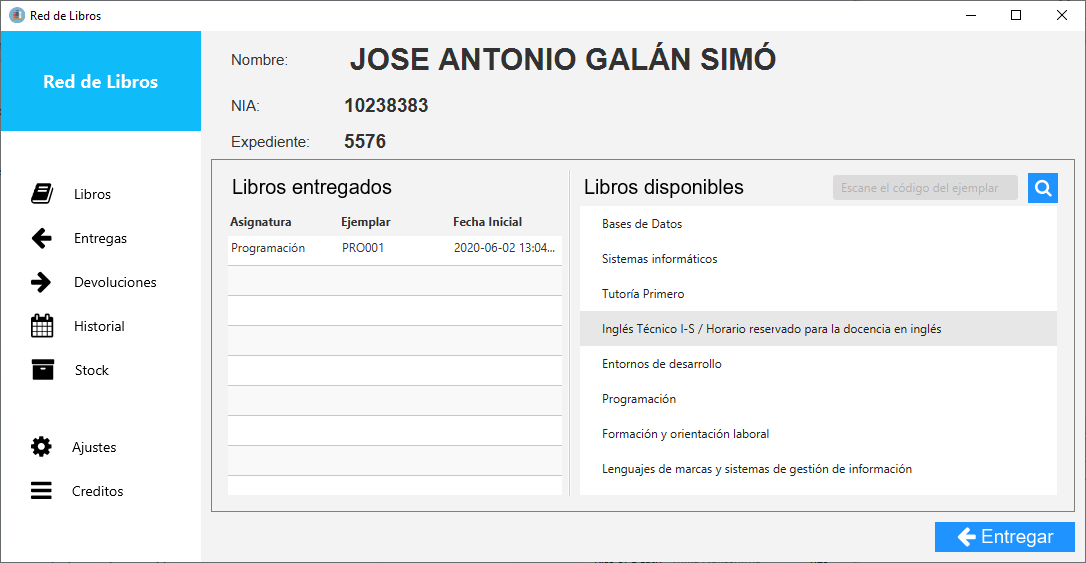 Red de Libros
Red de Libros
Libros
Entregas
Devoluciones
Historial
Stock
Ajustes
Creditos
Nombre: JOSE ANTONIO GALÁN SIMÓ
NIA: 10238383
Expediente: 5576
Libros entregados
Asignatura Ejemplar Fecha Inicial
Programación PRO001 2020-06-02 13:04...
Libros disponibles
Escane el código del ejemplar
Bases de Datos
Sistemas informáticos
Tutoría Primero
Inglés Técnico I-S / Horario reservado para la docencia en inglés
Entornos de desarrollo
Programación
Formación y orientación laboral
Lenguajes de marcas y sistemas de gestión de información
Entregar